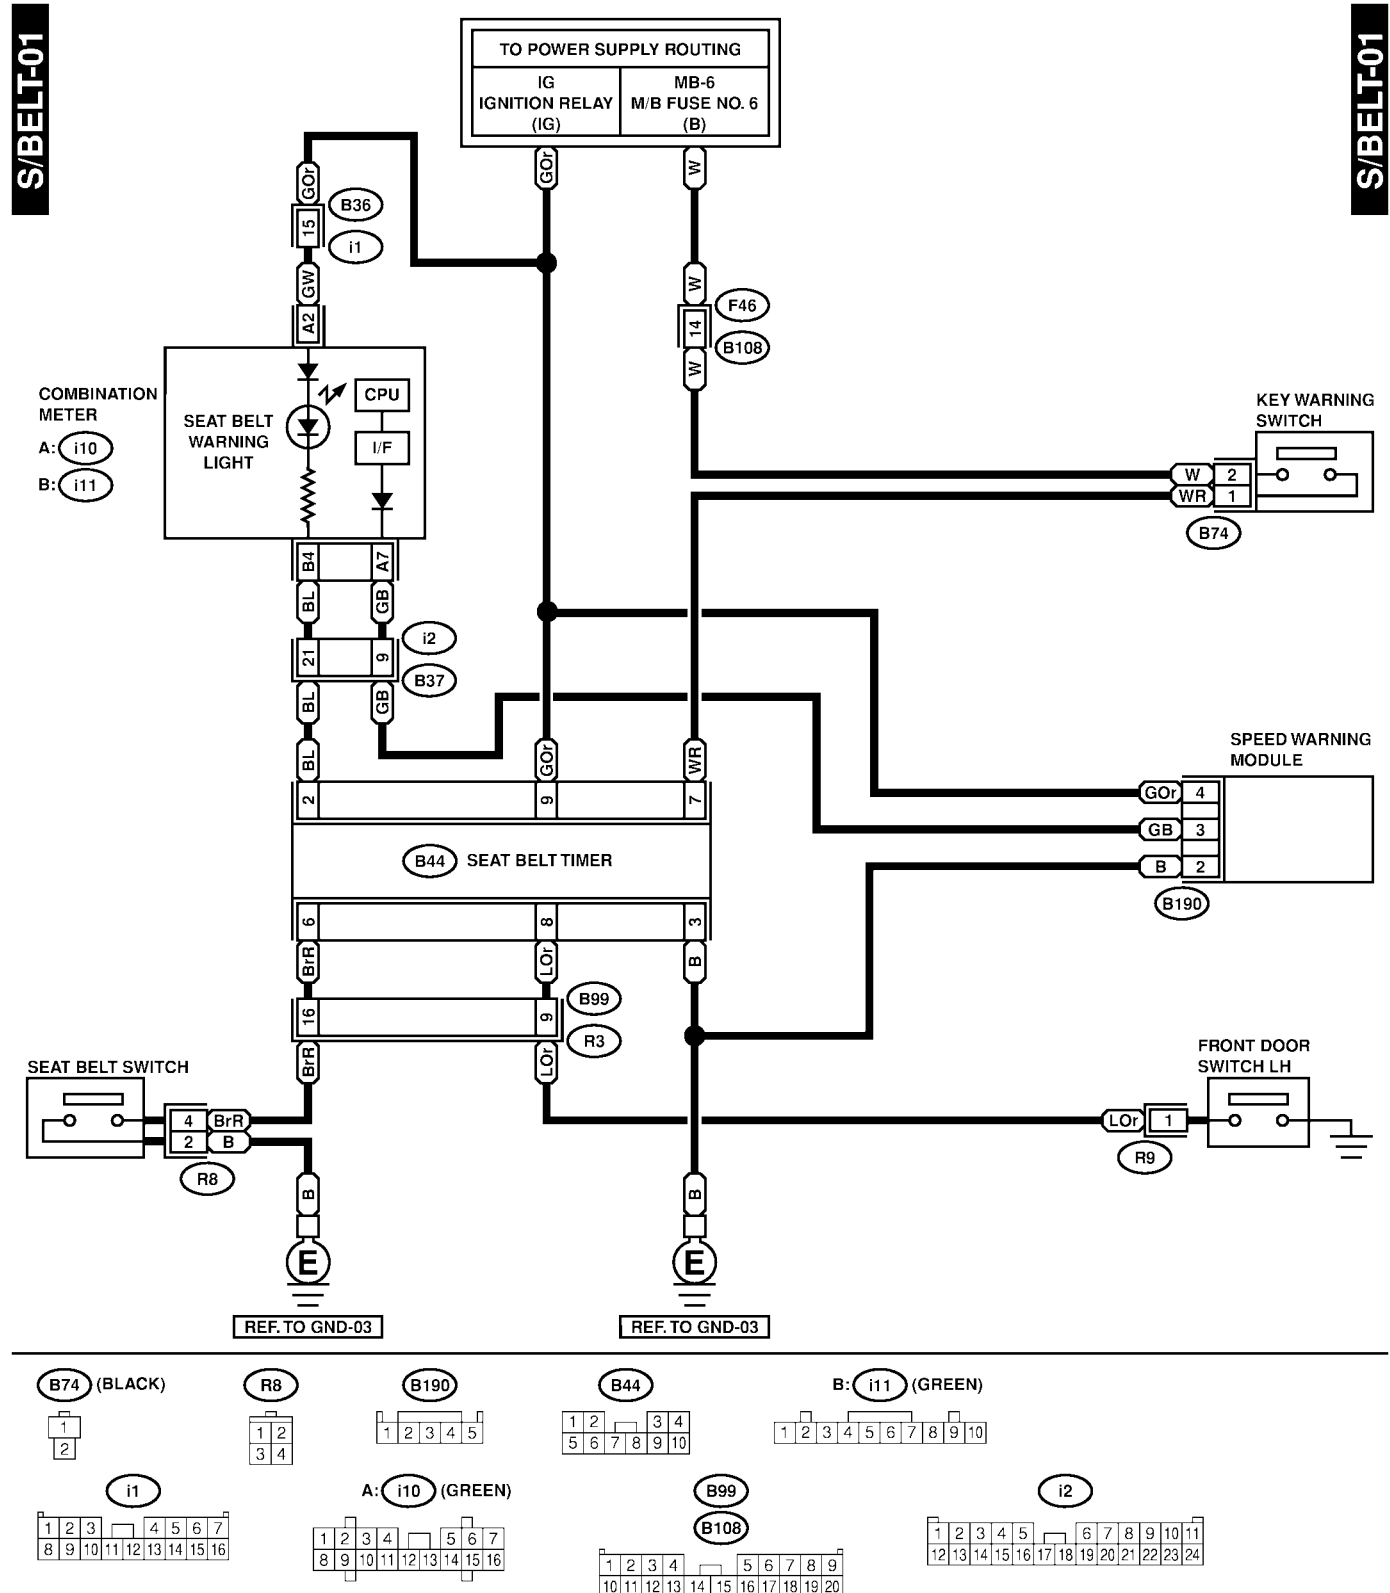 S/BELT-01
S/BELT-01
TO POWER SUPPLY ROUTING
IG
IGNITION RELAY
(IG)
MB-6
M/B FUSE NO. 6
(B)
GOr
W
GOr
15
B36
i1
GW
A2
W
14
F46
B108
W
COMBINATION
METER
A: i10
B: i11
SEAT BELT
WARNING
LIGHT
CPU
I/F
KEY WARNING
SWITCH
W 2
WR 1
B74
B4
A7
BL
GB
21
9
i2
B37
BL
GB
BL
GOr
WR
2
9
7
B44 SEAT BELT TIMER
SPEED WARNING
MODULE
GOr 4
GB 3
B 2
B190
6
8
3
BrR
LOr
B
16
9
B99
R3
BrR
LOr
SEAT BELT SWITCH
4 BrR
2 B
R8
FRONT DOOR
SWITCH LH
LOr 1
R9
B
B
E
E
REF. TO GND-03
REF. TO GND-03
B74 (BLACK)
1
2
R8
1 2
3 4
B190
1 2 3 4 5
B44
1 2 3 4
5 6 7 8 9 10
B: i11 (GREEN)
1 2 3 4 5 6 7 8 9 10
i1
1 2 3 4 5 6 7
8 9 10 11 12 13 14 15 16
A: i10 (GREEN)
1 2 3 4 5 6 7
8 9 10 11 12 13 14 15 16
B99
B108
1 2 3 4 5 6 7 8 9
10 11 12 13 14 15 16 17 18 19 20
i2
1 2 3 4 5 6 7 8 9 10 11
12 13 14 15 16 17 18 19 20 21 22 23 24